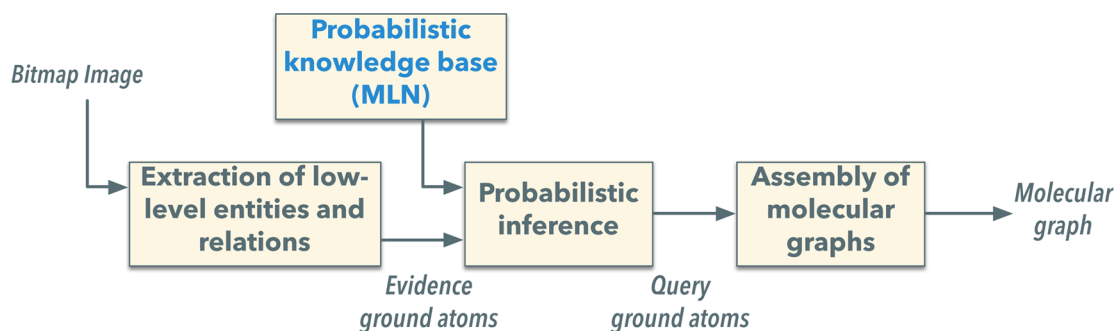 Probabilistic
knowledge base
(MLN)
Bitmap Image
Extraction of low-
level entities and
relations
Probabilistic
inference
Assembly of
molecular
graphs
Molecular
graph
Evidence
ground atoms
Query
ground atoms